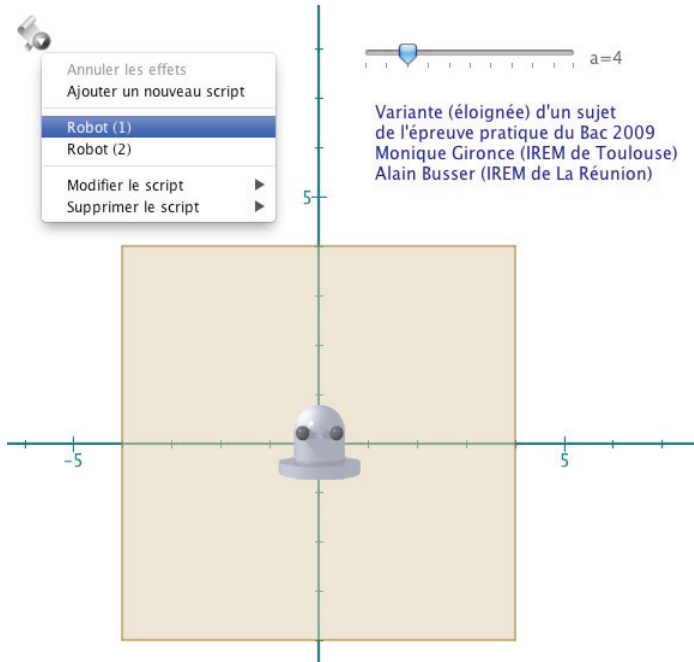 Annuler les effets
Ajouter un nouveau script
Robot (1)
Robot (2)
Modifier le script
Supprimer le script
a=4
Variante (éloignée) d'un sujet
de l'épreuve pratique du Bac 2009
Monique Gironce (IREM de Toulouse)
Alain Busser (IREM de La Réunion)
5
-5
5